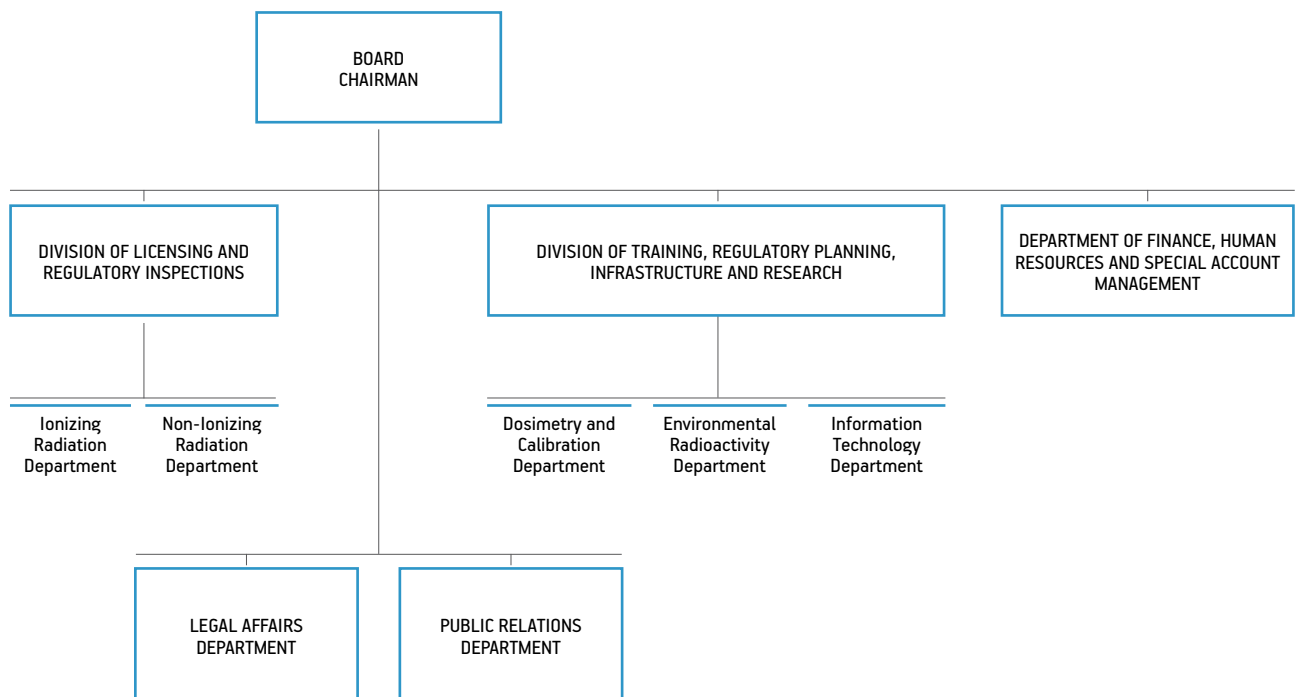 BOARD
CHAIRMAN
DIVISION OF LICENSING AND
REGULATORY INSPECTIONS
DIVISION OF TRAINING, REGULATORY PLANNING,
INFRASTRUCTURE AND RESEARCH
DEPARTMENT OF FINANCE, HUMAN
RESOURCES AND SPECIAL ACCOUNT
MANAGEMENT
Ionizing
Radiation
Department
Non-Ionizing
Radiation
Department
Dosimetry and
Calibration
Department
Environmental
Radioactivity
Department
Information
Technology
Department
LEGAL AFFAIRS
DEPARTMENT
PUBLIC RELATIONS
DEPARTMENT